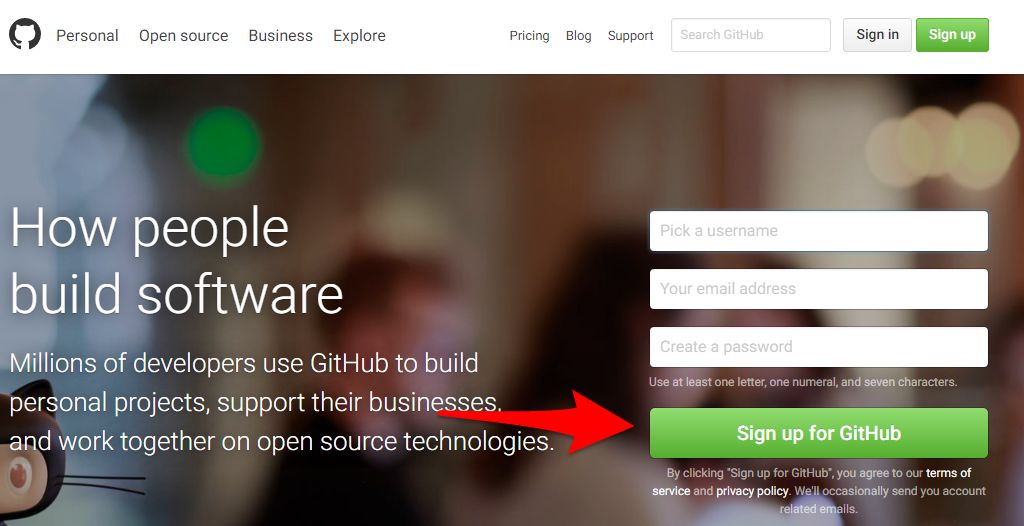 Personal Open source Business Explore Pricing Blog Support Search GitHub Sign in Sign up
How people
build software
Millions of developers use GitHub to build
personal projects, support their businesses,
and work together on open source technologies.
Pick a username
Your email address
Create a password
Use at least one letter, one numeral, and seven characters.
Sign up for GitHub
By clicking "Sign up for GitHub", you agree to our terms of
service and privacy policy. We'll occasionally send you account
related emails.